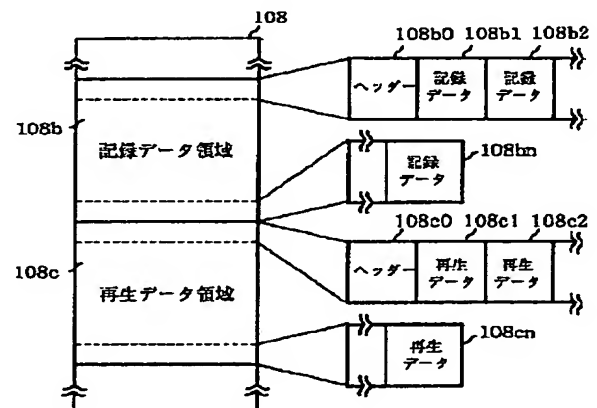 108
108b0 108b1 108b2
ヘッダー
記録
データ
記録
データ
108b
記録データ領域
記録
データ
108bn
108c0 108c1 108c2
ヘッダー
再生
データ
再生
データ
108c
再生データ領域
再生
データ
108cn